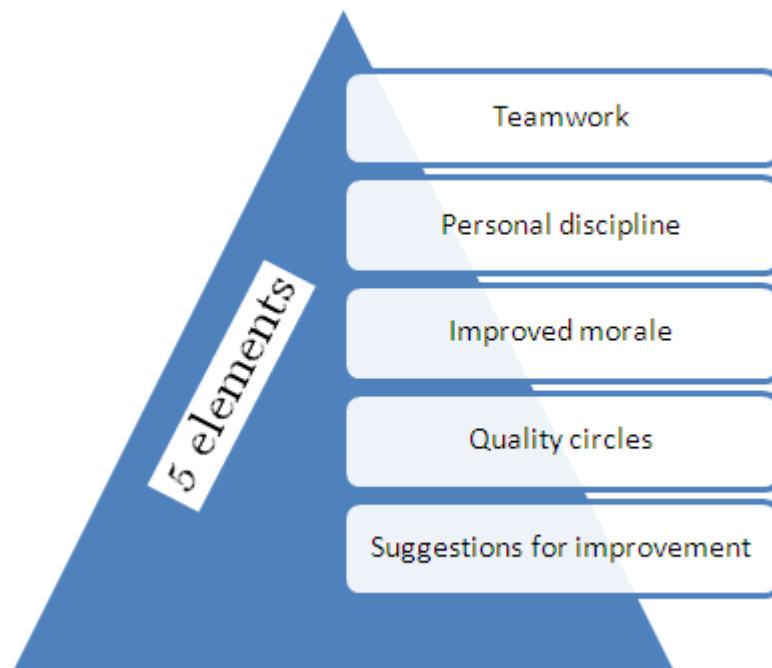 5 elements
Teamwork
Personal discipline
Improved morale
Quality circles
Suggestions for improvement